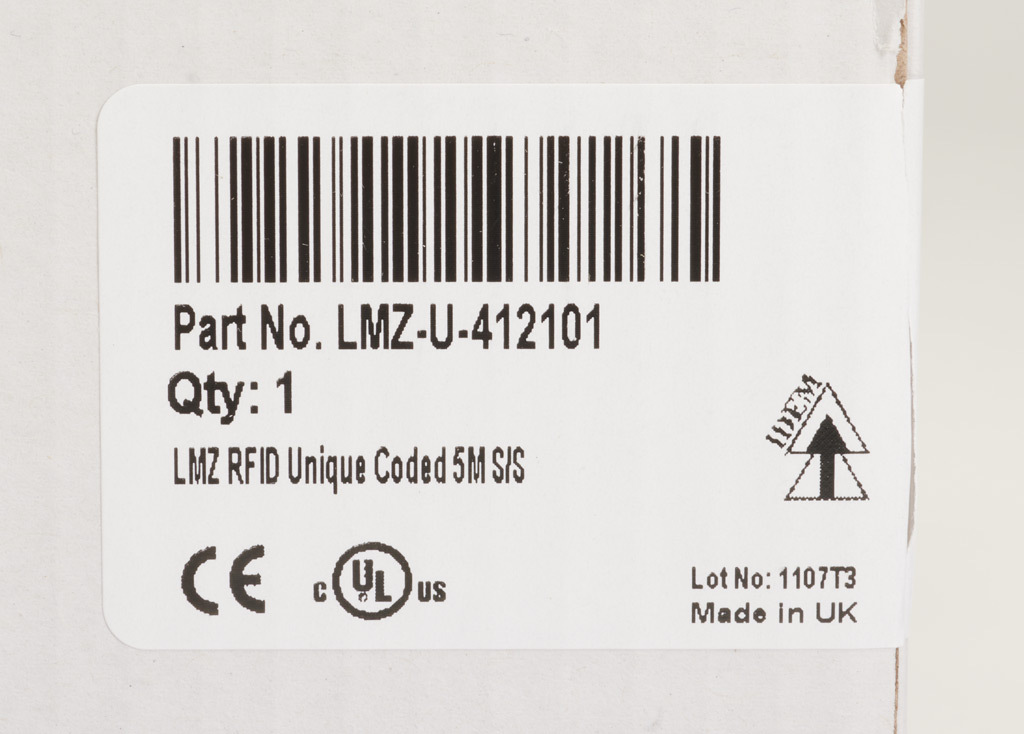 Part No. LMZ-U-412101
Qty: 1
LMZ RFID Unique Coded 5M S/S
IDEM
CE
c UL us
Lot No: 1107T3
Made in UK